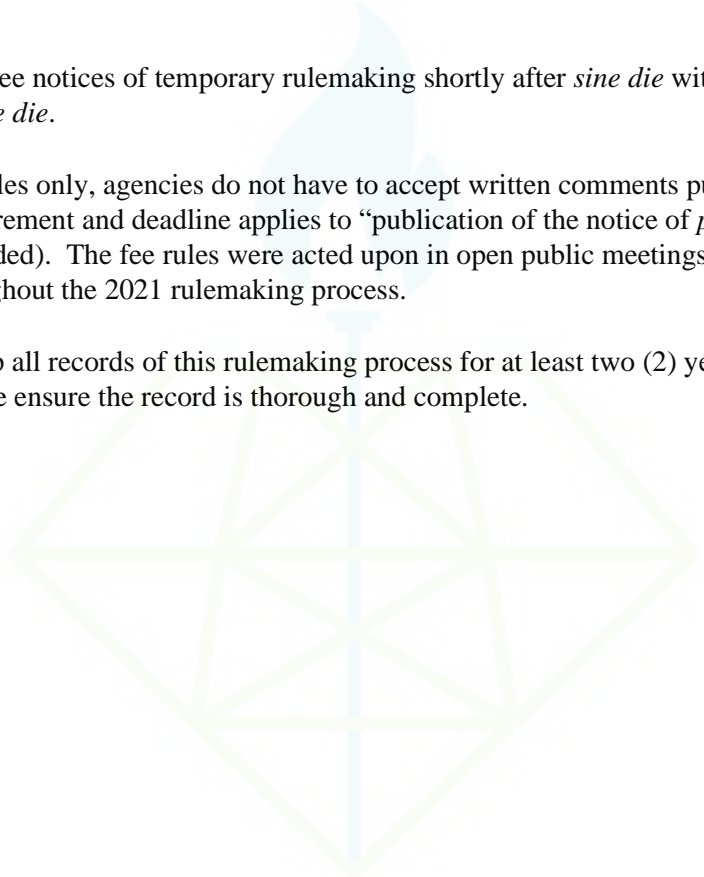 ee notices of temporary rulemaking shortly after sine die wit
e die.
les only, agencies do not have to accept written comments pu
rement and deadline applies to “publication of the notice of p
ded). The fee rules were acted upon in open public meetings
ghout the 2021 rulemaking process.
all records of this rulemaking process for at least two (2) ye
e ensure the record is thorough and complete.